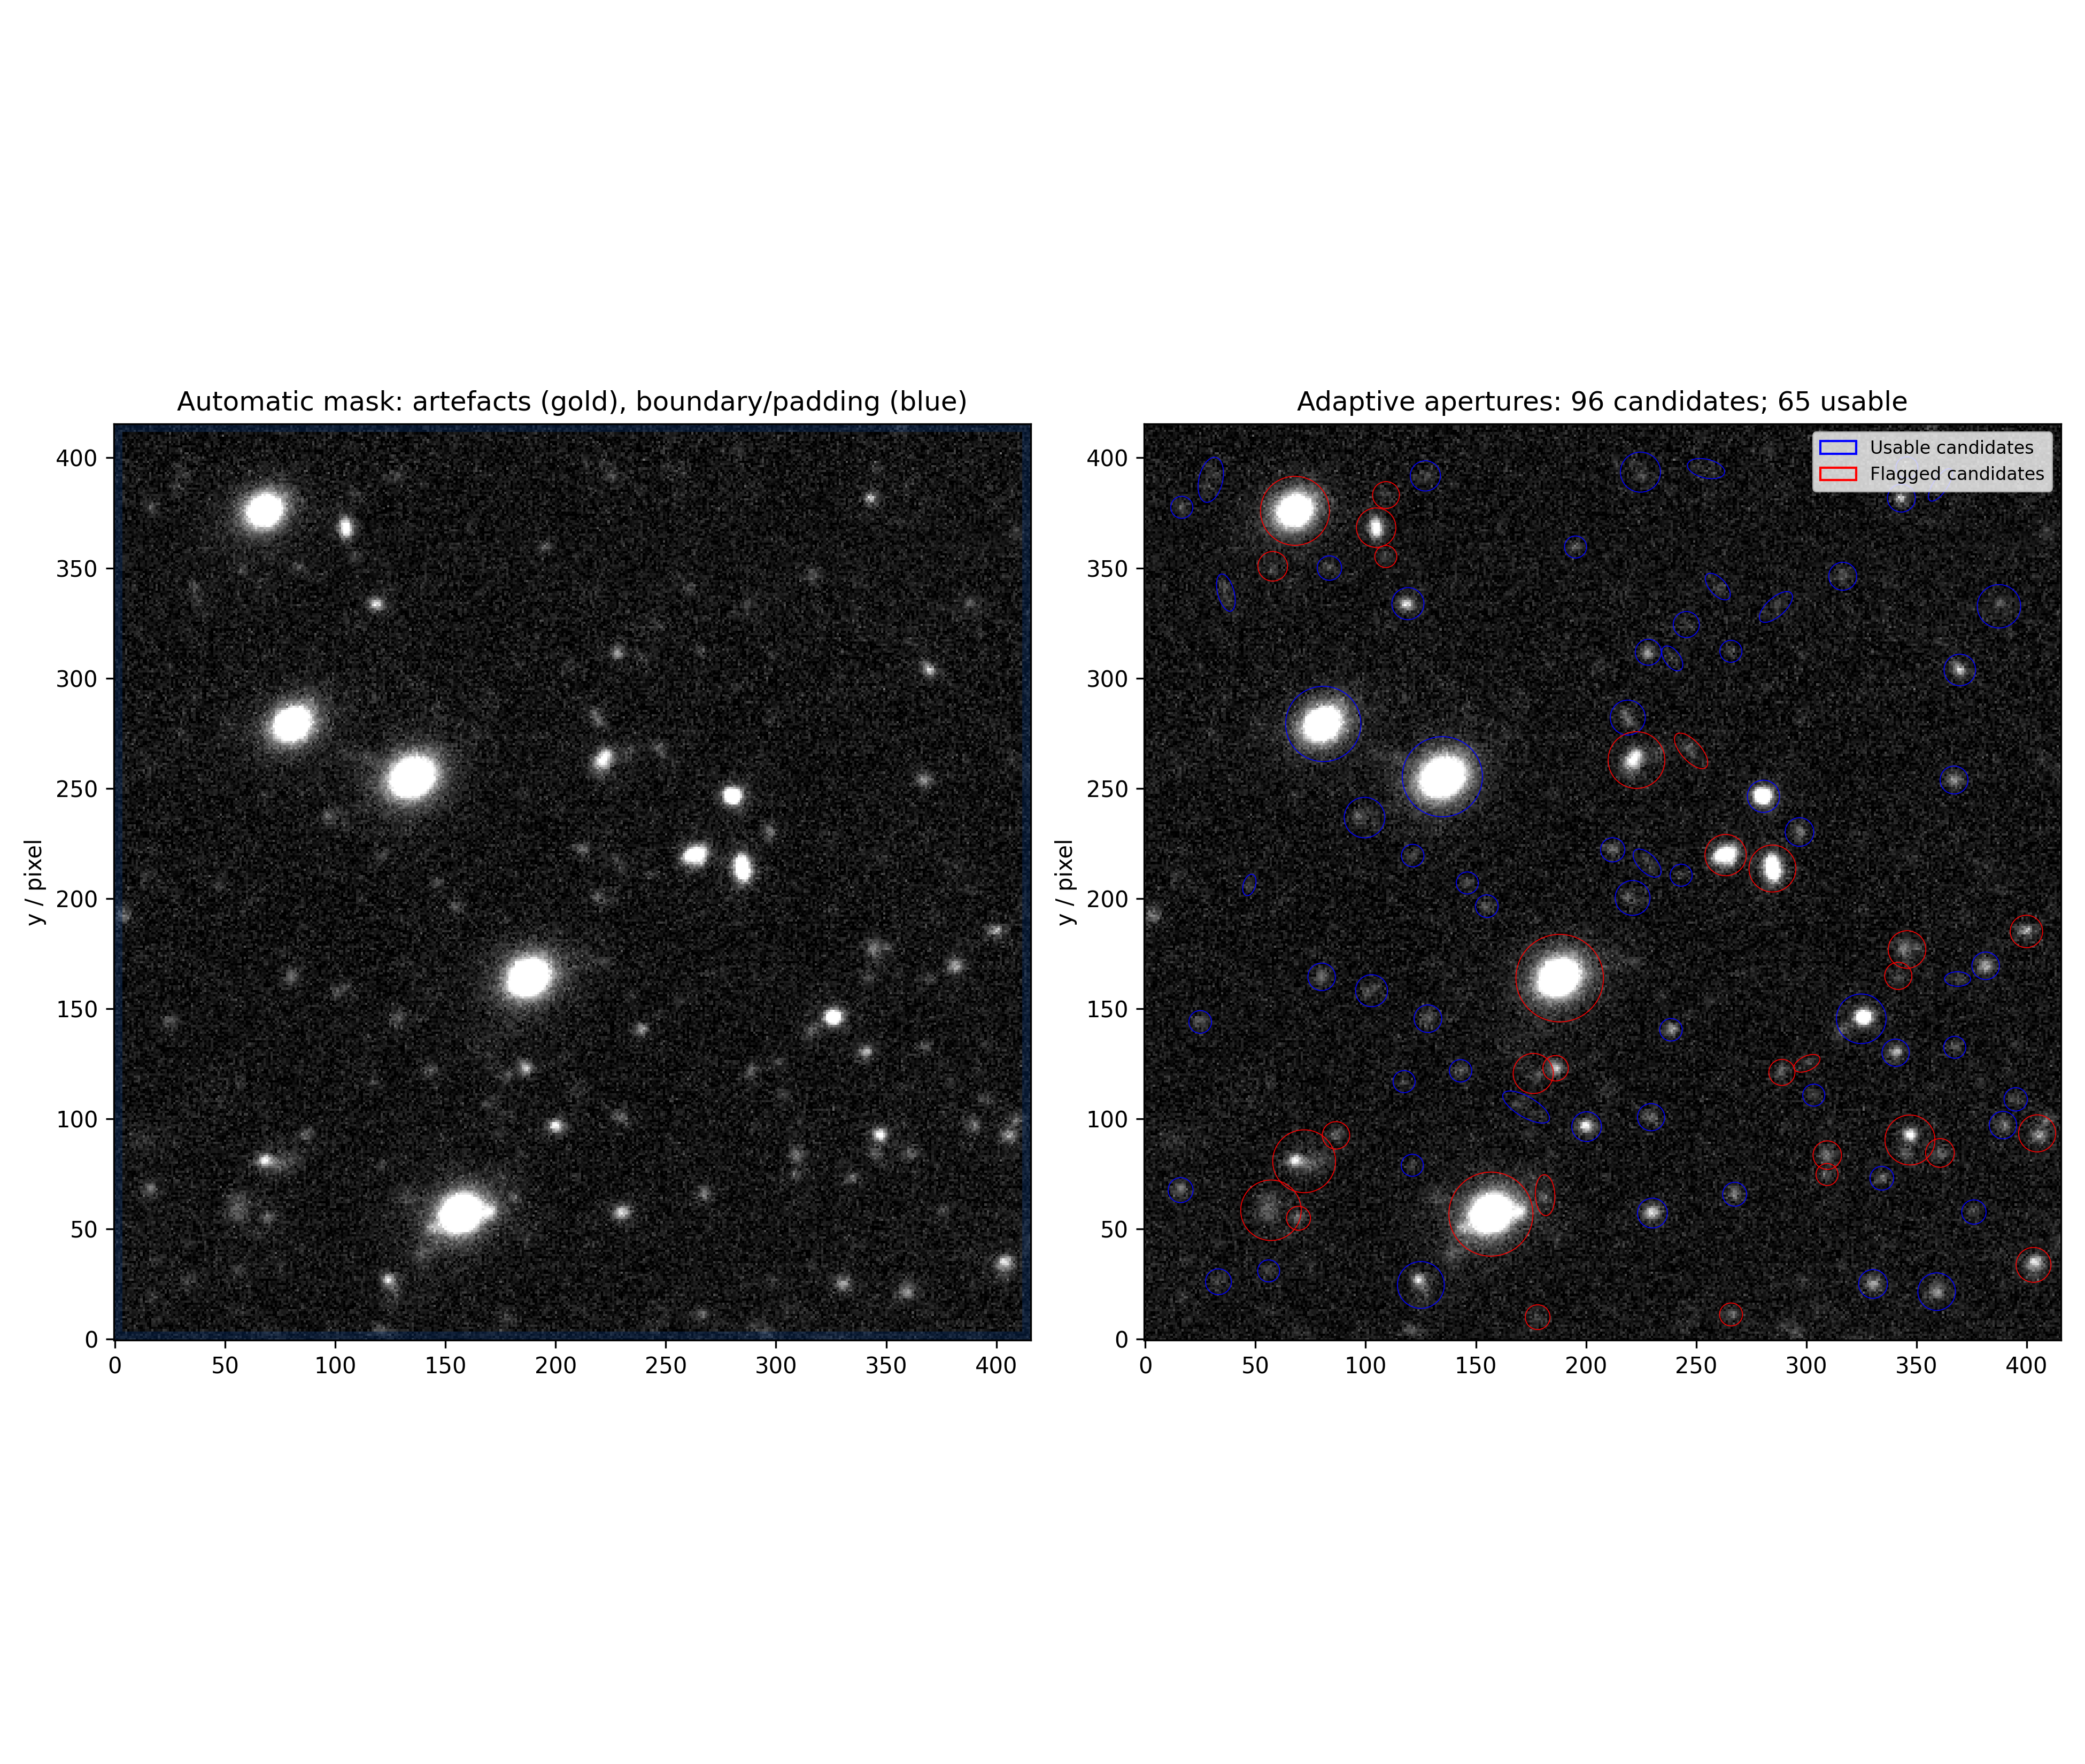 Automatic mask: artefacts (gold), boundary/padding (blue)
Adaptive apertures: 96 candidates; 65 usable
Usable candidates
Flagged candidates
y / pixel
400
350
300
250
200
150
100
50
0
0 50 100 150 200 250 300 350 400
y / pixel
400
350
300
250
200
150
100
50
0
0 50 100 150 200 250 300 350 400